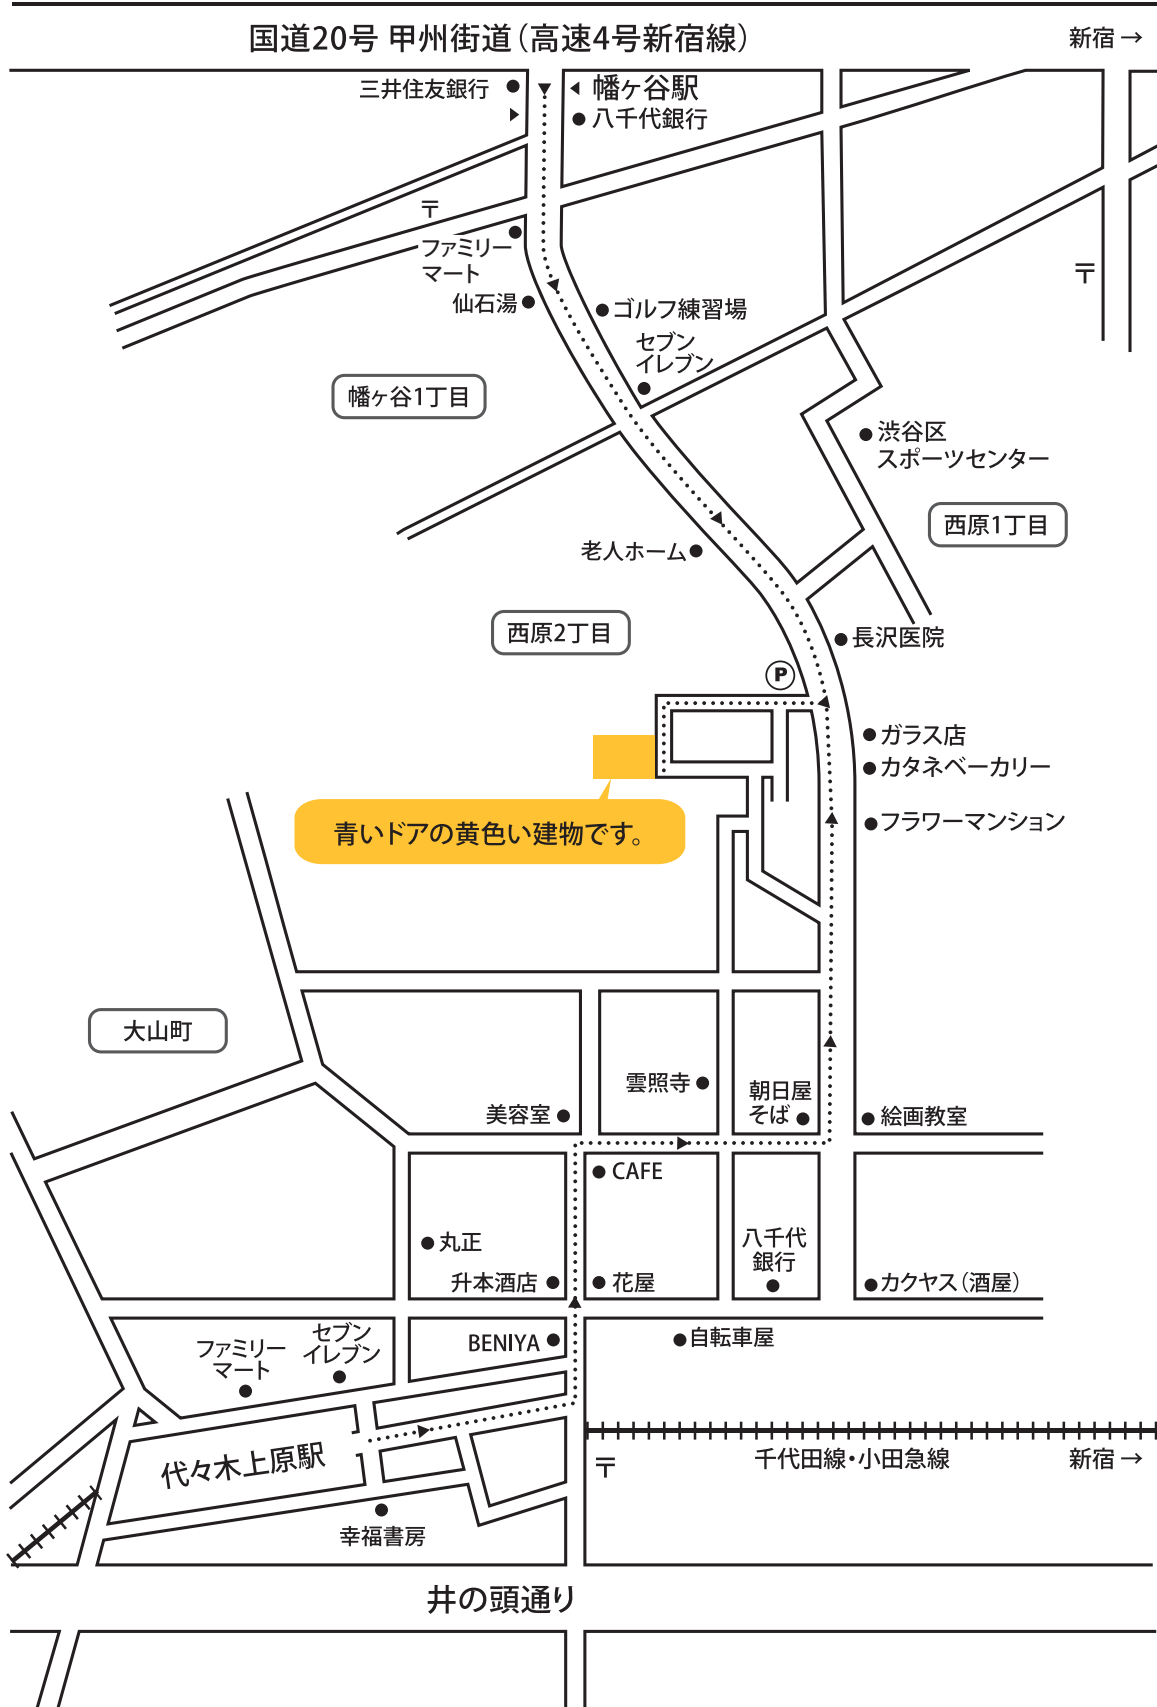 国道20号 甲州街道（高速4号新宿線）
新宿→
三井住友銀行
幡ヶ谷駅
八千代銀行
〒
ファミリー
マート
〒
仙石湯
ゴルフ練習場
セブン
イレブン
幡ヶ谷1丁目
渋谷区
スポーツセンター
西原1丁目
老人ホーム
西原2丁目
長沢医院
P
ガラス店
カタネベーカリー
フラワーマンション
青いドアの黄色い建物です。
大山町
雲照寺
朝日屋
そば
美容室
絵画教室
CAFE
丸正
八千代
銀行
升本酒店
花屋
カクヤス（酒屋）
セブン
イレブン
ファミリー
マート
BENIYA
自転車屋
代々木上原駅
〒
千代田線・小田急線
新宿→
幸福書房
井の頭通り